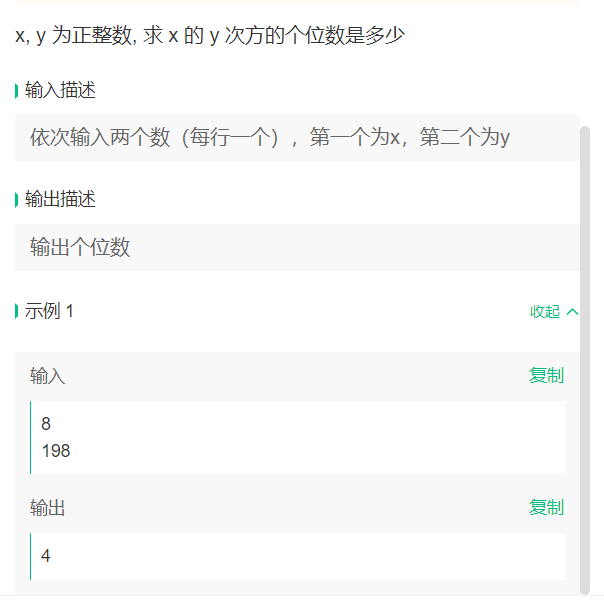 x, y 为正整数, 求 x 的 y 次方的个位数是多少
输入描述
依次输入两个数（每行一个），第一个为x，第二个为y
输出描述
输出个位数
示例 1
收起
输入
复制
8
198
输出
复制
4